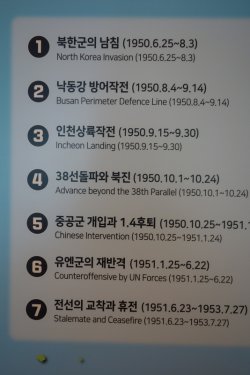 1 북한군의 남침 (1950.6.25~8.3)
North Korea Invasion (1950.6.25~8.3)
2 낙동강 방어작전 (1950.8.4~9.14)
Busan Perimeter Defence Line (1950.8.4~9.14)
3 인천상륙작전 (1950.9.15~9.30)
Incheon Landing (1950.9.15~9.30)
4 38선돌파와 북진 (1950.10.1~10.24)
Advance beyond the 38th Parallel (1950.10.1~10.24)
5 중공군 개입과 1.4후퇴 (1950.10.25~1951.1
Chinese Intervention (1950.10.25~1951.1.24)
6 유엔군의 재반격 (1951.1.25~6.22)
Counteroffensive by UN Forces (1951.1.25~6.22)
7 전선의 교착과 휴전 (1951.6.23~1953.7.27)
Stalemate and Ceasefire (1951.6.23~1953.7.27)